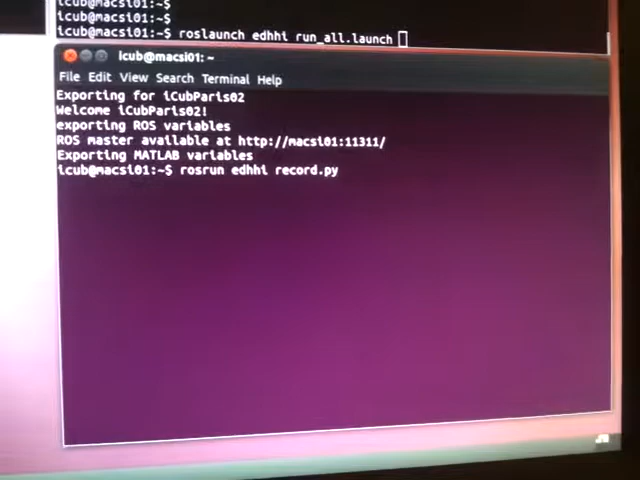 icub@macsi01:~$
icub@macsi01:~$
icub@macsi01:~$ roslaunch edhhi run_all.launch
icub@macsi01: ~
File Edit View Search Terminal Help
Exporting for iCubParis02
Welcome iCubParis02!
exporting ROS variables
ROS master available at http://macsi01:11311/
Exporting MATLAB variables
icub@macsi01:~$ rosrun edhhi record.py